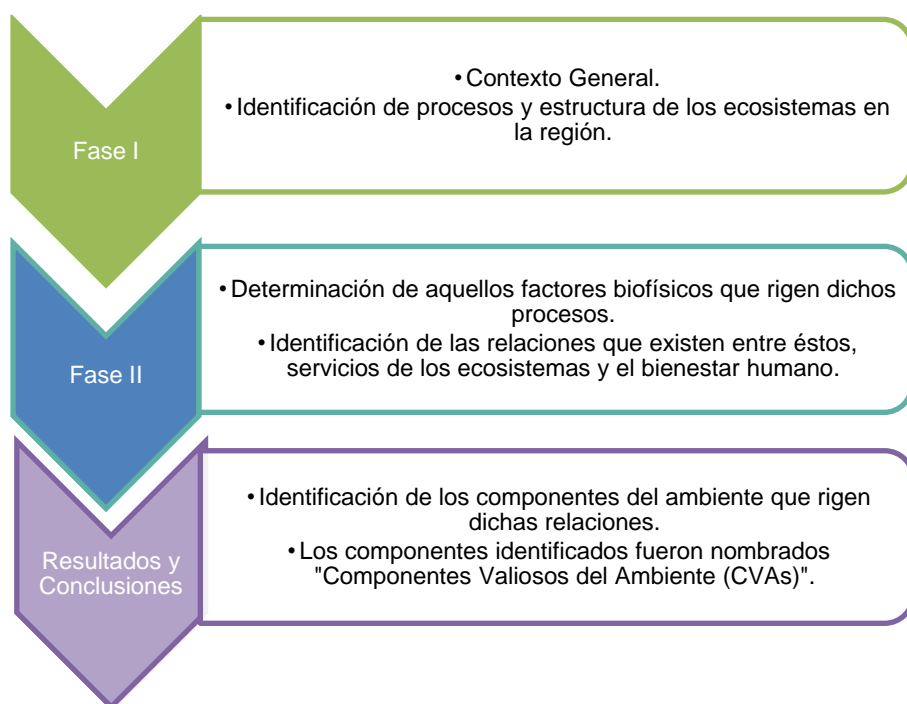 Fase I
•Contexto General.
•Identificación de procesos y estructura de los ecosistemas en
la región.
Fase II
•Determinación de aquellos factores biofísicos que rigen dichos
procesos.
•Identificación de las relaciones que existen entre éstos,
servicios de los ecosistemas y el bienestar humano.
Resultados y
Conclusiones
•Identificación de los componentes del ambiente que rigen
dichas relaciones.
•Los componentes identificados fueron nombrados
"Componentes Valiosos del Ambiente (CVAs)".